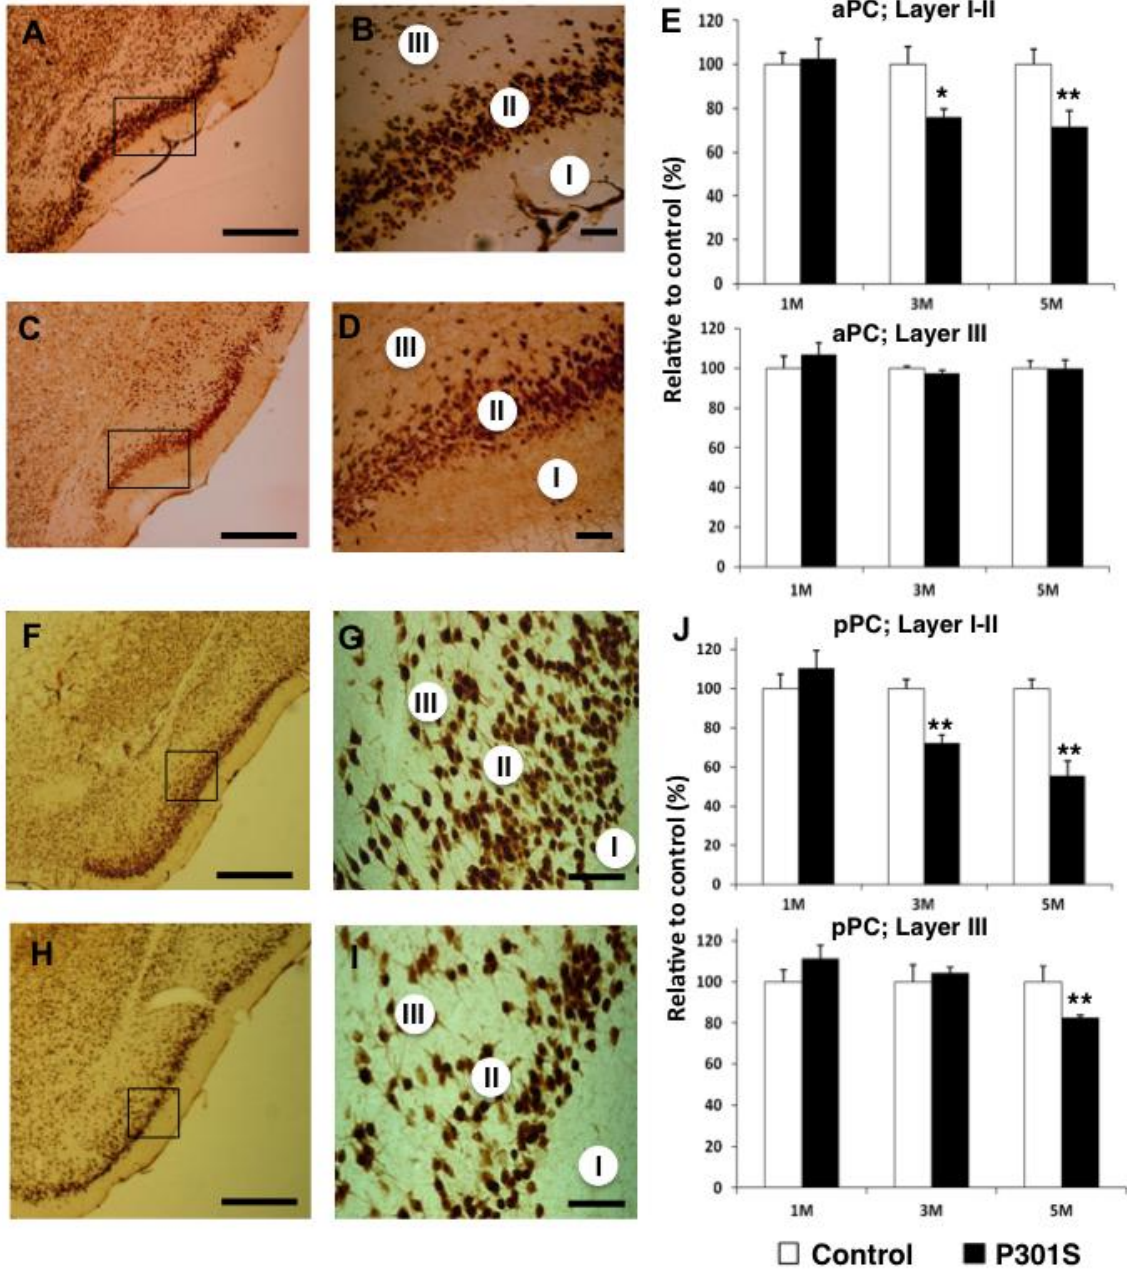 A
B
III
II
I
C
D
III
II
I
E
aPC; Layer I-II
120
100
80
60
40
20
0
*
**
1M 3M 5M
Relative to control (%)
aPC; Layer III
120
100
80
60
40
20
0
1M 3M 5M
F
G
III
II
I
H
I
III
II
I
J
pPC; Layer I-II
120
100
80
60
40
20
0
**
**
1M 3M 5M
Relative to control (%)
pPC; Layer III
120
100
80
60
40
20
0
**
1M 3M 5M
Control P301S